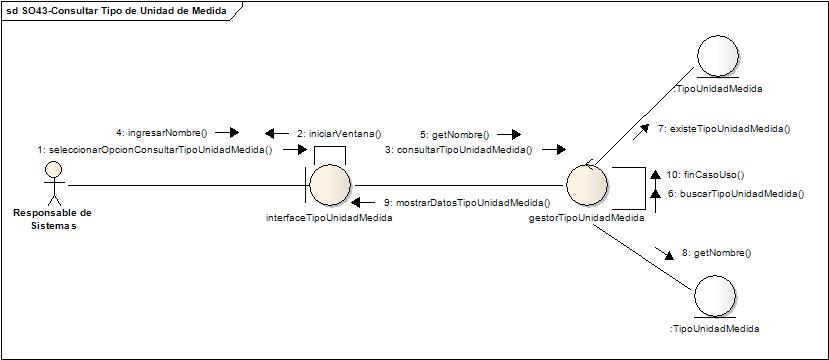 sd SO43-Consultar Tipo de Unidad de Medida
:TipoUnidadMedida
4: ingresarNombre()
2: iniciarVentana()
5: getNombre()
7: existeTipoUnidadMedida()
1: seleccionarOpcionConsultarTipoUnidadMedida()
3: consultarTipoUnidadMedida()
10: finCasoUso()
6: buscarTipoUnidadMedida()
9: mostrarDatosTipoUnidadMedida()
Responsable de
Sistemas
interfaceTipoUnidadMedida
gestorTipoUnidadMedida
8: getNombre()
:TipoUnidadMedida